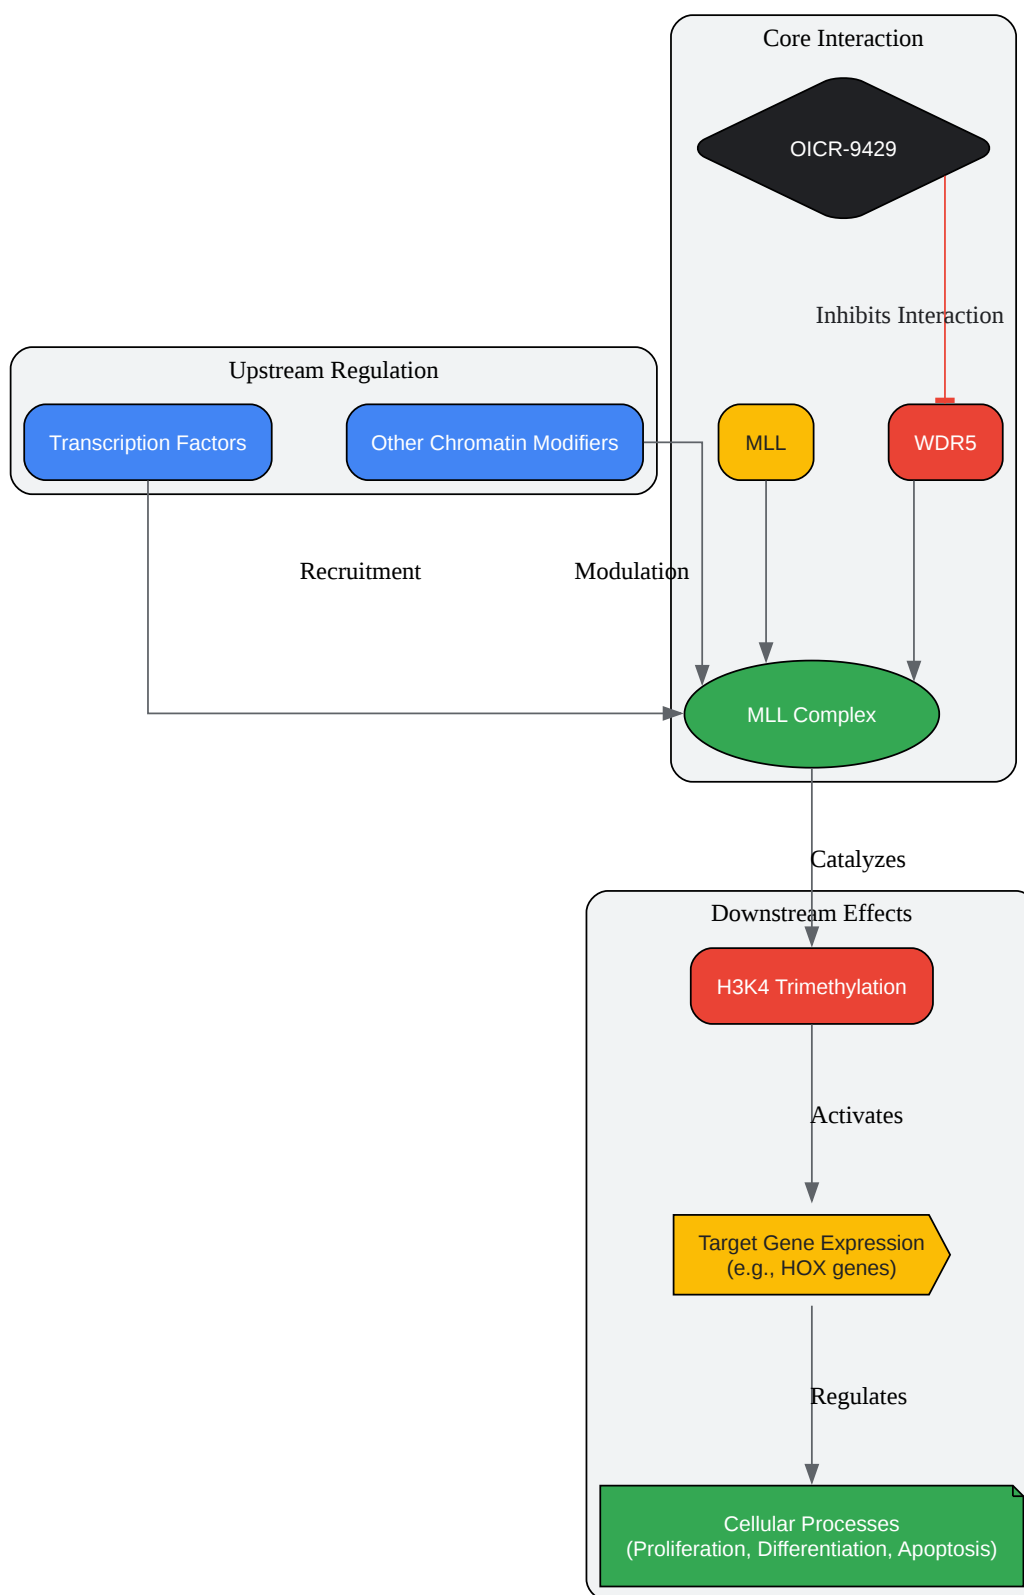 Core Interaction
OICR-9429
Inhibits Interaction
Upstream Regulation
Transcription Factors
Other Chromatin Modifiers
MLL
WDR5
Recruitment
Modulation
MLL Complex
Catalyzes
Downstream Effects
H3K4 Trimethylation
Activates
Target Gene Expression
(e.g., HOX genes)
Regulates
Cellular Processes
(Proliferation, Differentiation, Apoptosis)